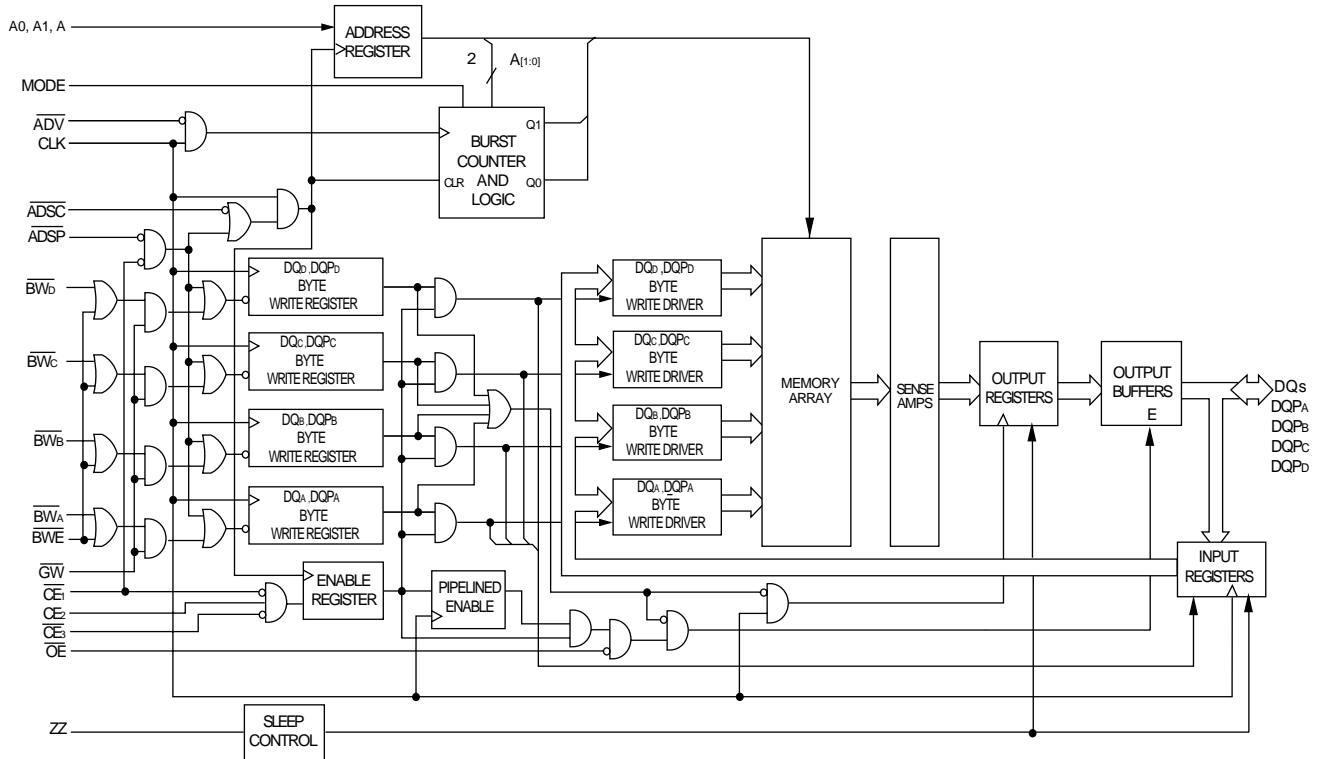 A0, A1, A
ADDRESS
REGISTER
2
A[1:0]
MODE
ADV
CLK
BURST
COUNTER
AND
LOGIC
Q1
CLR
Q0
ADSC
ADSP
DQD ,DQPD
BYTE
WRITE REGISTER
DQD ,DQPD
BYTE
WRITE DRIVER
BWD
DQC ,DQPC
BYTE
WRITE REGISTER
DQC ,DQPC
BYTE
WRITE DRIVER
BWC
MEMORY
ARRAY
SENSE
AMPS
OUTPUT
REGISTERS
OUTPUT
BUFFERS
E
DQs
DQPA
DQPB
DQPC
DQPD
DQB ,DQPB
BYTE
WRITE REGISTER
DQB ,DQPB
BYTE
WRITE DRIVER
BWB
DQA ,DQPA
BYTE
WRITE REGISTER
DQA ,DQPA
BYTE
WRITE DRIVER
BWA
BWE
GW
CE1
CE2
CE3
OE
ENABLE
REGISTER
PIPELINED
ENABLE
INPUT
REGISTERS
ZZ
SLEEP
CONTROL